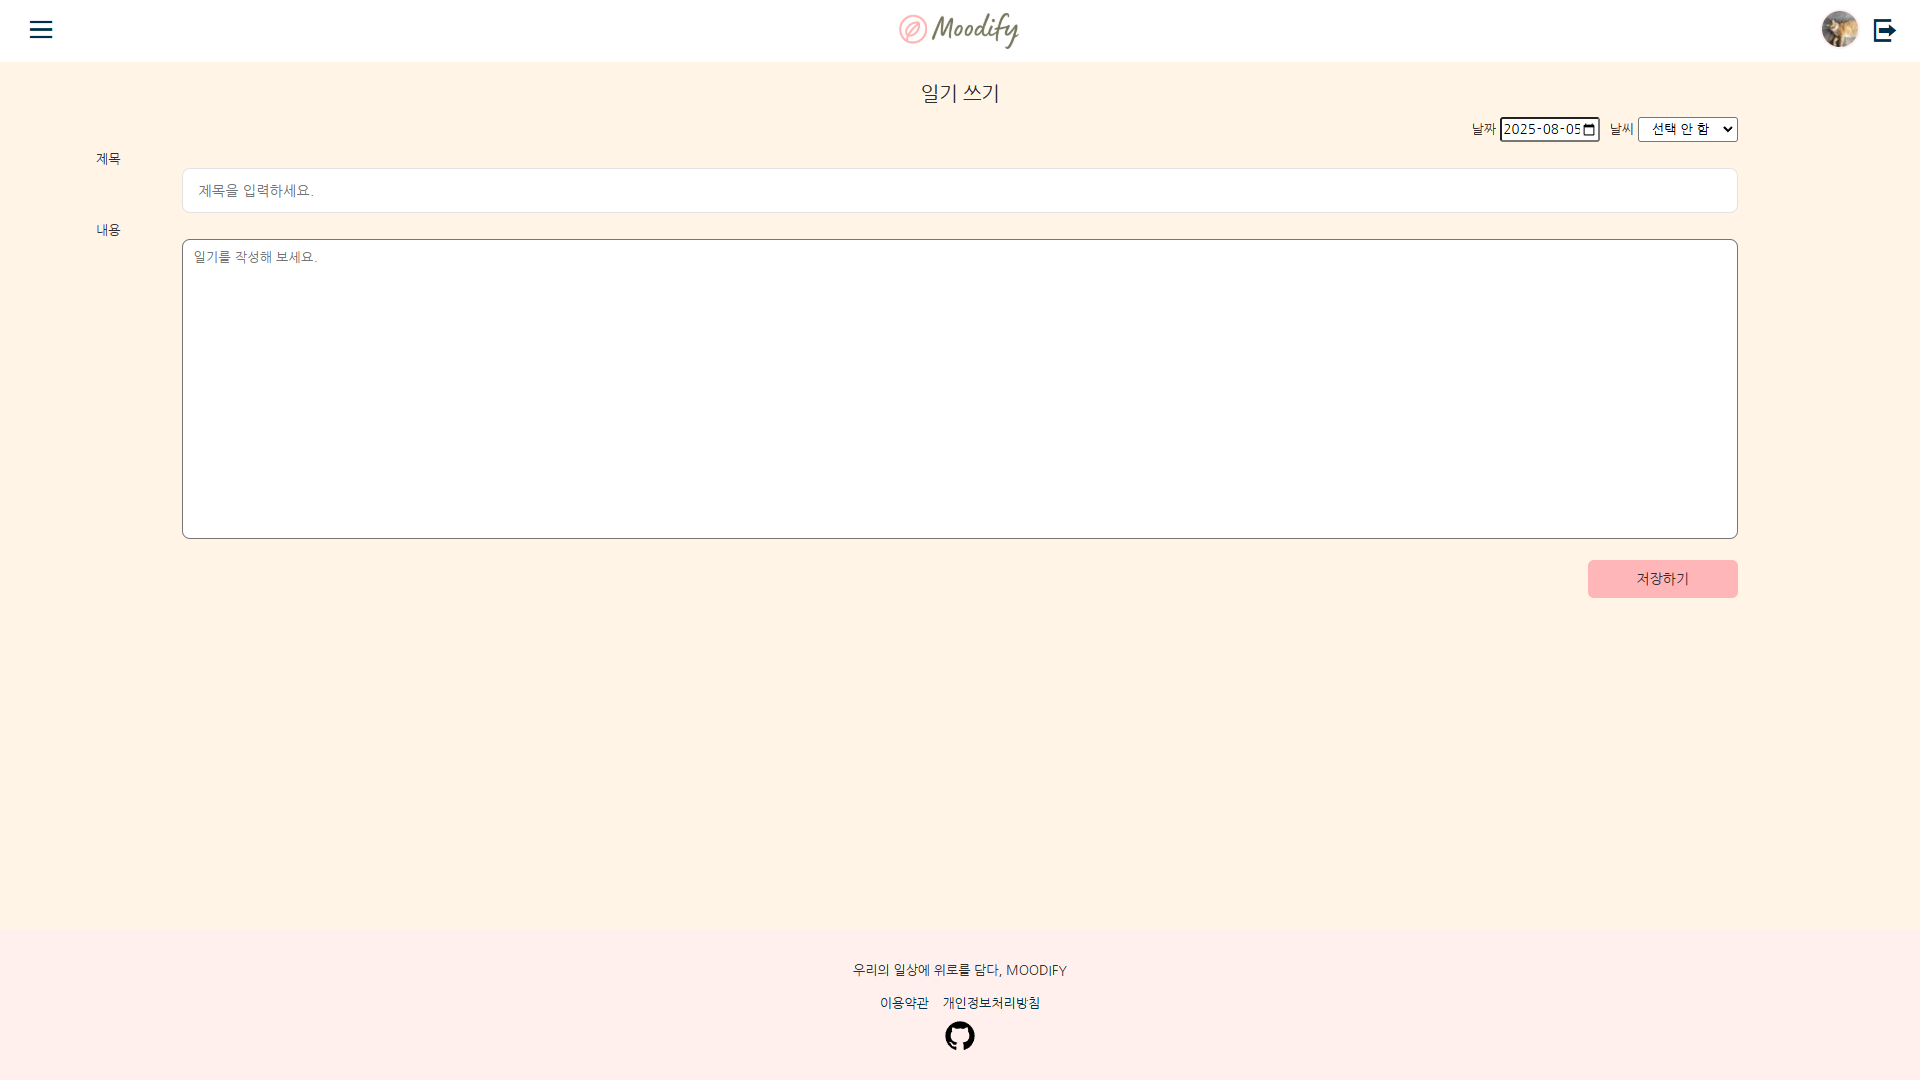 Moodify
일기 쓰기
날짜 2025-08-05 날씨 선택 안 함
제목
제목을 입력하세요.
내용
일기를 작성해 보세요.
저장하기
우리의 일상에 위로를 담다, MOODIFY
이용약관 개인정보처리방침